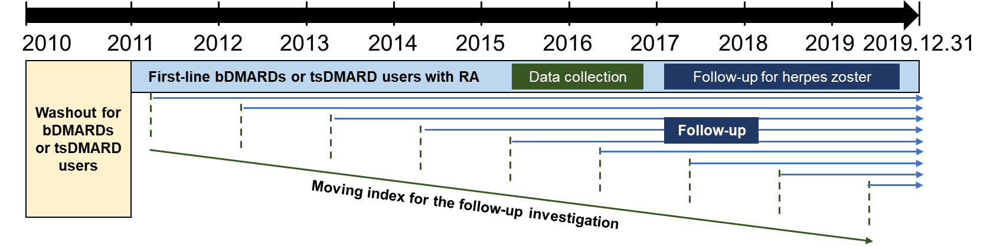 2010 2011 2012 2013 2014 2015 2016 2017 2018 2019 2019.12.31
First-line bDMARDs or tsDMARD users with RA
Data collection
Follow-up for herpes zoster
Washout for
bDMARDs
or tsDMARD
users
Follow-up
Moving index for the follow-up investigation